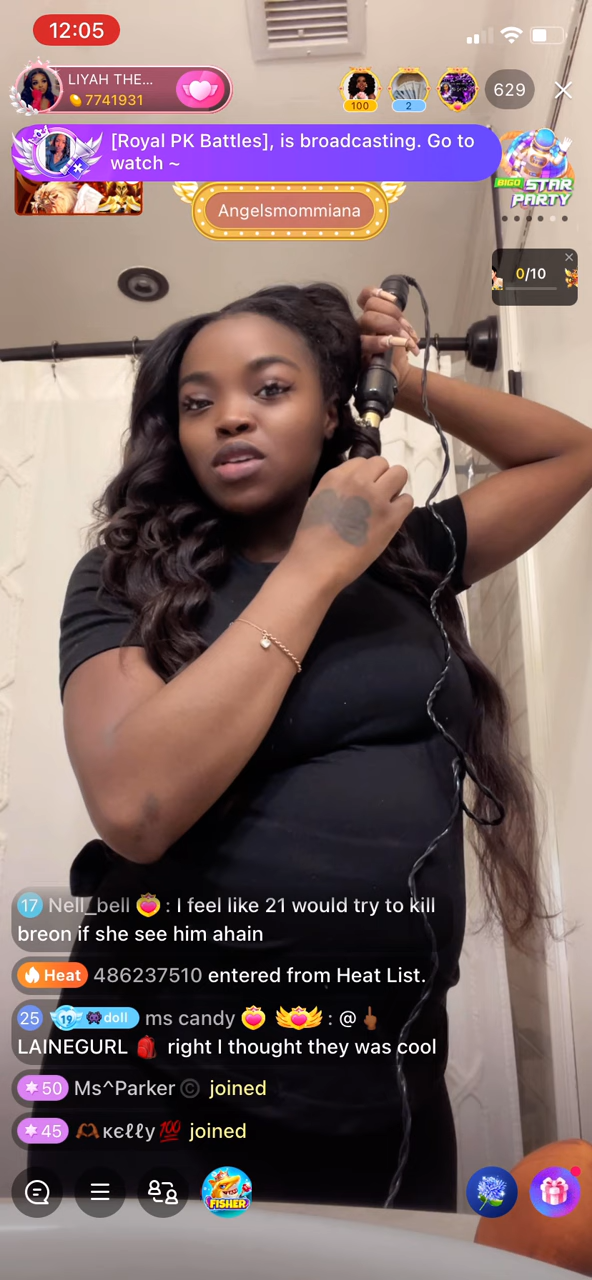 12:05
LIYAH THE...
7741931
100
2
629
[Royal PK Battles], is broadcasting. Go to
watch ~
BIGO STAR
PARTY
Angelsmommiana
0/10
17 Nell_bell : I feel like 21 would try to kill
breon if she see him ahain
Heat 486237510 entered from Heat List.
25 19 doll ms candy : @🖕🏾
LAINEGURL 🎒 right I thought they was cool
50 Ms^Parker © joined
45 🫶🏾 кєℓℓy 💯 joined
FISHER